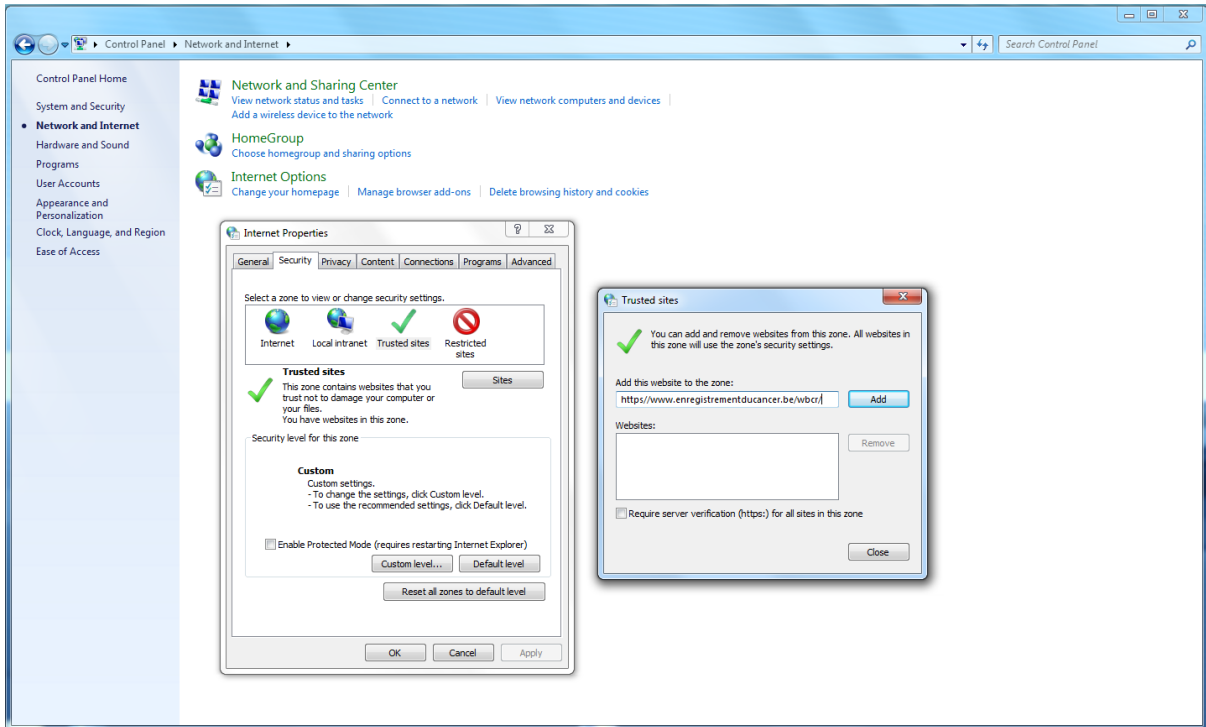 Control Panel ▸ Network and Internet ▸
Search Control Panel
Control Panel Home
System and Security
Network and Internet
Hardware and Sound
Programs
User Accounts
Appearance and
Personalization
Clock, Language, and Region
Ease of Access
Network and Sharing Center
View network status and tasks | Connect to a network | View network computers and devices |
Add a wireless device to the network
HomeGroup
Choose homegroup and sharing options
Internet Options
Change your homepage | Manage browser add-ons | Delete browsing history and cookies
Internet Properties
General Security Privacy Content Connections Programs Advanced
Select a zone to view or change security settings.
Internet Local intranet Trusted sites Restricted
sites
Trusted sites
Sites
This zone contains websites that you
trust not to damage your computer or
your files.
You have websites in this zone.
Security level for this zone
Custom
Custom settings.
- To change the settings, click Custom level.
- To use the recommended settings, click Default level.
Enable Protected Mode (requires restarting Internet Explorer)
Custom level... Default level
Reset all zones to default level
OK Cancel Apply
Trusted sites
You can add and remove websites from this zone. All websites in
this zone will use the zone's security settings.
Add this website to the zone:
https//www.enregistrementducancer.be/wbcr/
Add
Websites:
Remove
Require server verification (https:) for all sites in this zone
Close